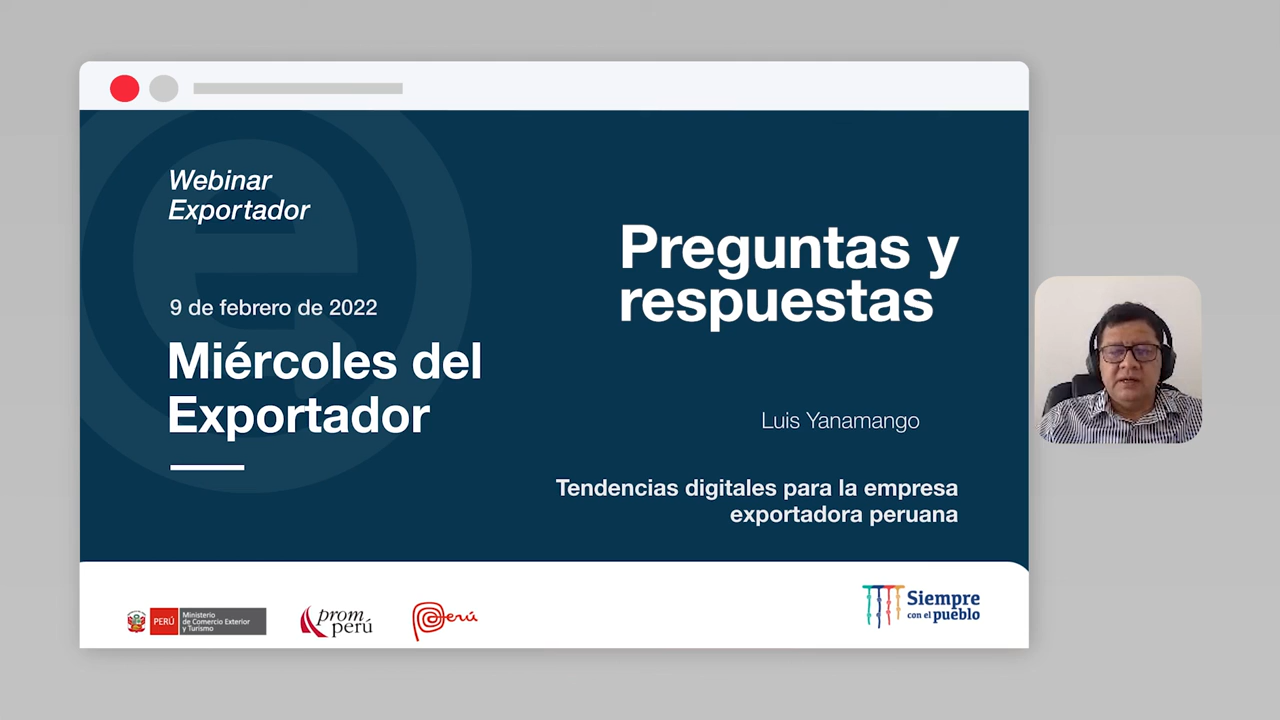 Webinar
Exportador
9 de febrero de 2022
Miércoles del
Exportador
Preguntas y
respuestas
Luis Yanamango
Tendencias digitales para la empresa
exportadora peruana
PERÚ
Ministerio
de Comercio Exterior
y Turismo
prom
perú
Perú
Siempre
con el pueblo